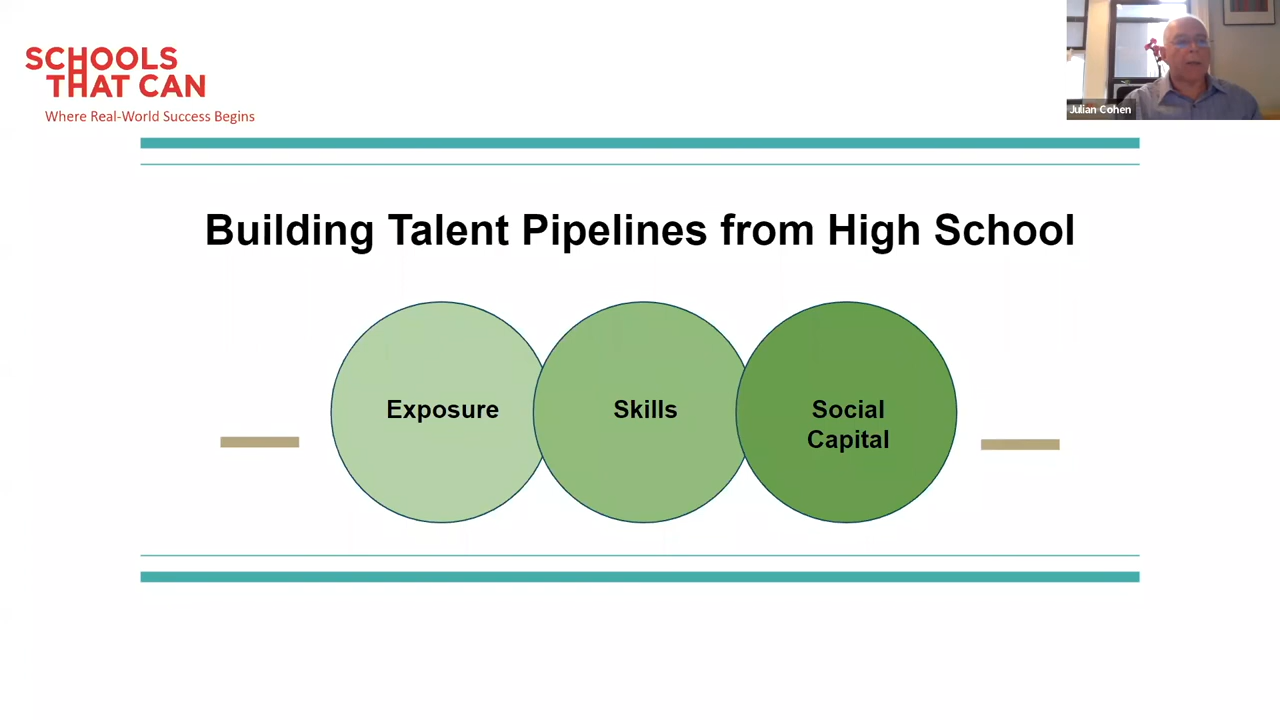 SCHOOLS
THAT CAN
Where Real-World Success Begins
Julian Cohen
Building Talent Pipelines from High School
Exposure
Skills
Social
Capital